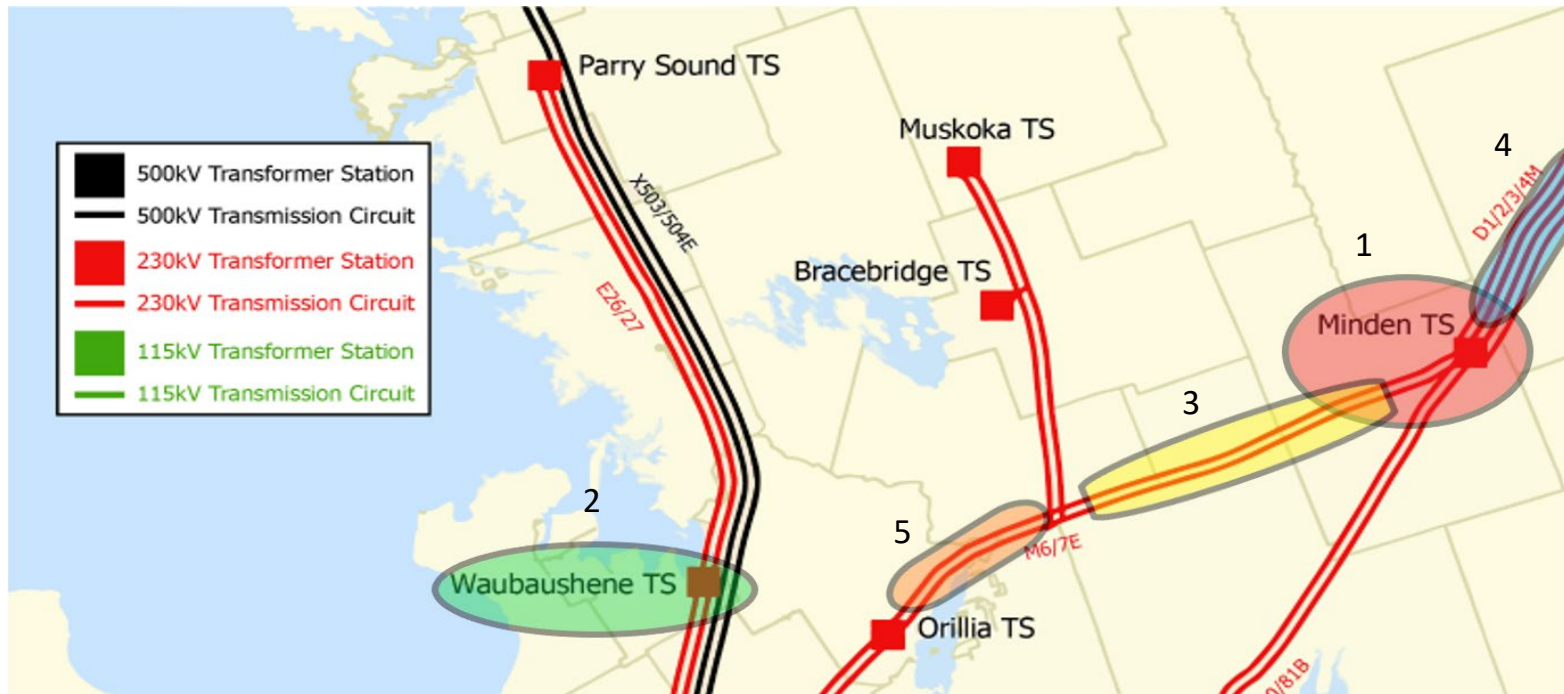 Parry Sound TS
Muskoka TS
4
500kV Transformer Station
X503/504E
D1/2/3/4M
500kV Transmission Circuit
1
230kV Transformer Station
Bracebridge TS
E26/27
230kV Transmission Circuit
Minden TS
115kV Transformer Station
115kV Transmission Circuit
3
2
5
M6/7E
Waubaushene TS
Orillia TS
0/81B